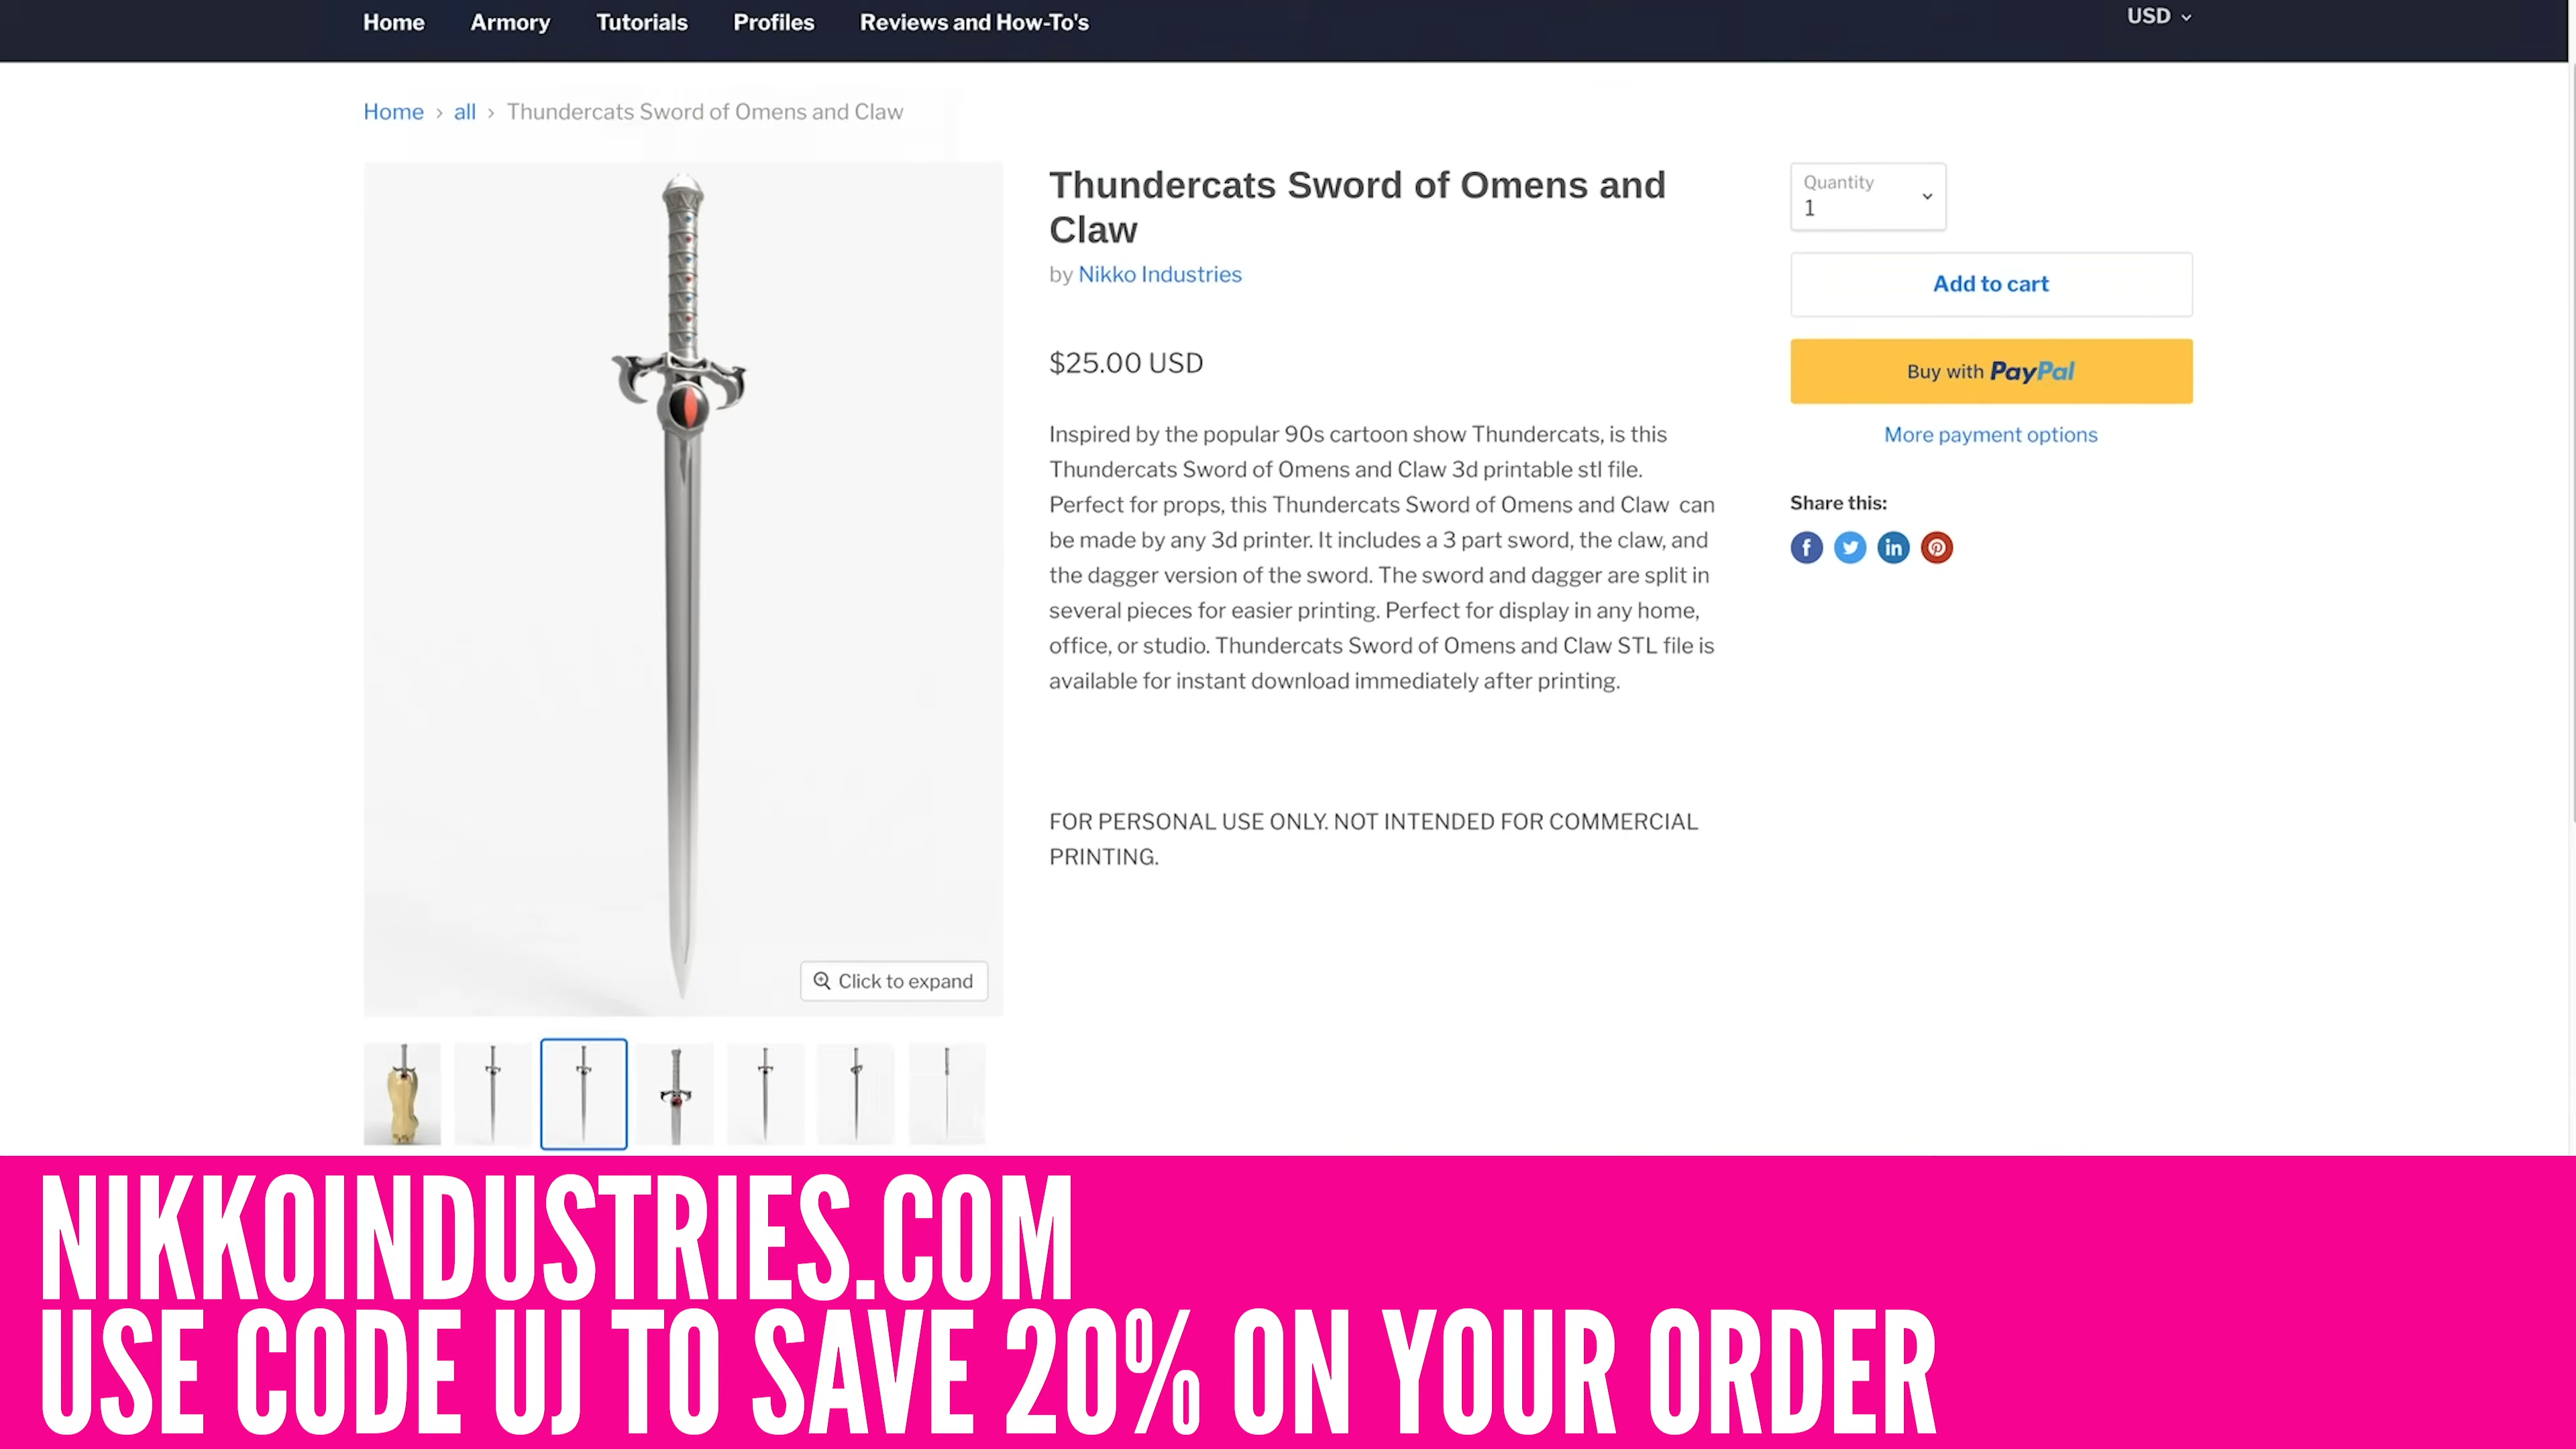 Home Armory Tutorials Profiles Reviews and How-To's USD
Home › all › Thundercats Sword of Omens and Claw
Thundercats Sword of Omens and
Claw
by Nikko Industries
$25.00 USD
Inspired by the popular 90s cartoon show Thundercats, is this
Thundercats Sword of Omens and Claw 3d printable stl file.
Perfect for props, this Thundercats Sword of Omens and Claw can
be made by any 3d printer. It includes a 3 part sword, the claw, and
the dagger version of the sword. The sword and dagger are split in
several pieces for easier printing. Perfect for display in any home,
office, or studio. Thundercats Sword of Omens and Claw STL file is
available for instant download immediately after printing.
FOR PERSONAL USE ONLY. NOT INTENDED FOR COMMERCIAL
PRINTING.
Quantity
1
Add to cart
Buy with PayPal
More payment options
Share this:
Click to expand
NIKKOINDUSTRIES.COM
USE CODE UJ TO SAVE 20% ON YOUR ORDER